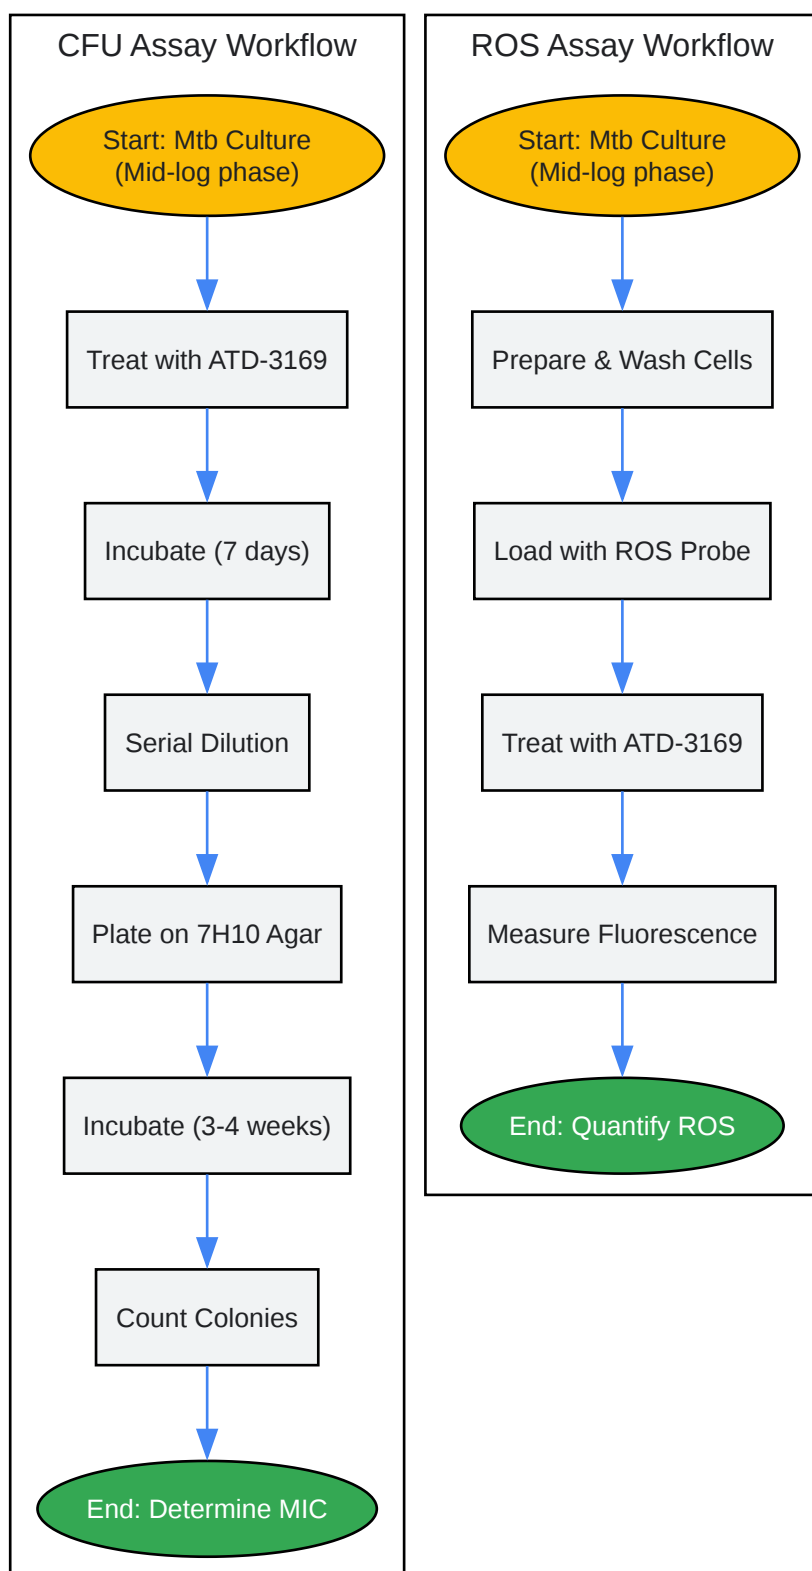 CFU Assay Workflow
Start: Mtb Culture
(Mid-log phase)
Treat with ATD-3169
Incubate (7 days)
Serial Dilution
Plate on 7H10 Agar
Incubate (3-4 weeks)
Count Colonies
End: Determine MIC
ROS Assay Workflow
Start: Mtb Culture
(Mid-log phase)
Prepare & Wash Cells
Load with ROS Probe
Treat with ATD-3169
Measure Fluorescence
End: Quantify ROS